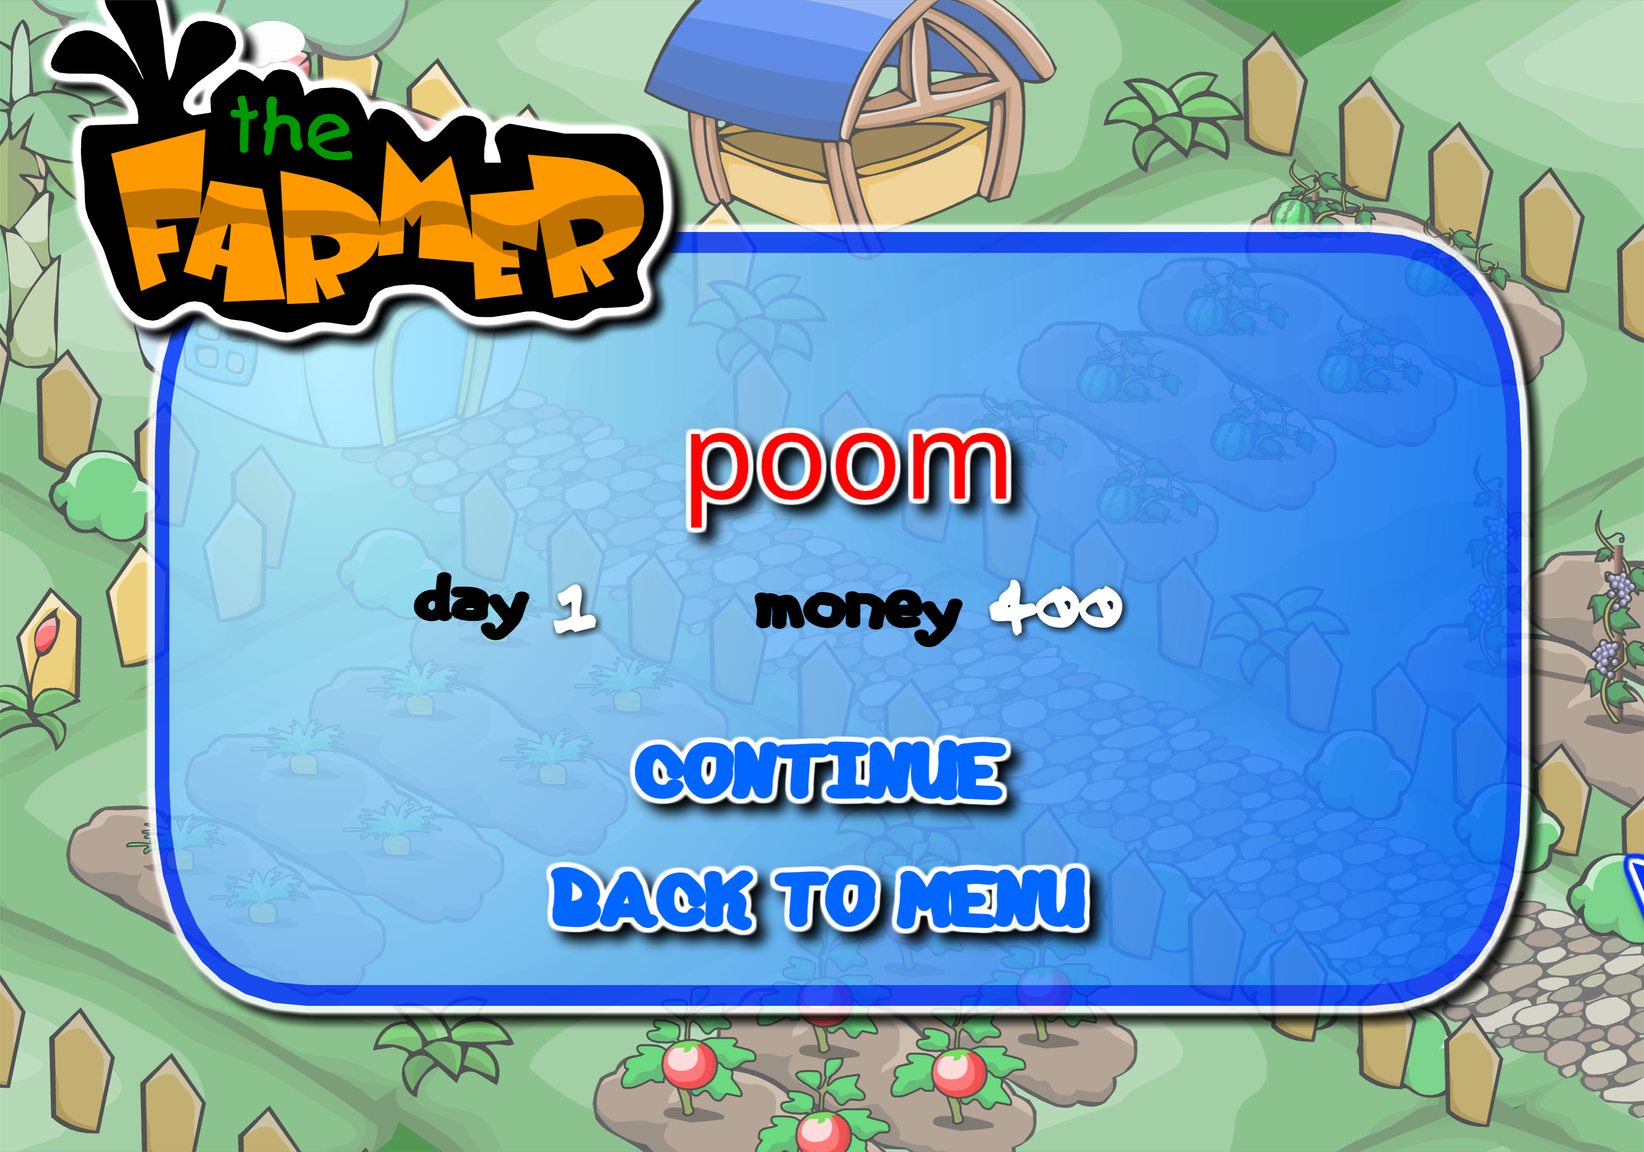 the
FARMER
poom
day 1 money 400
CONTINUE
BACK TO MENU